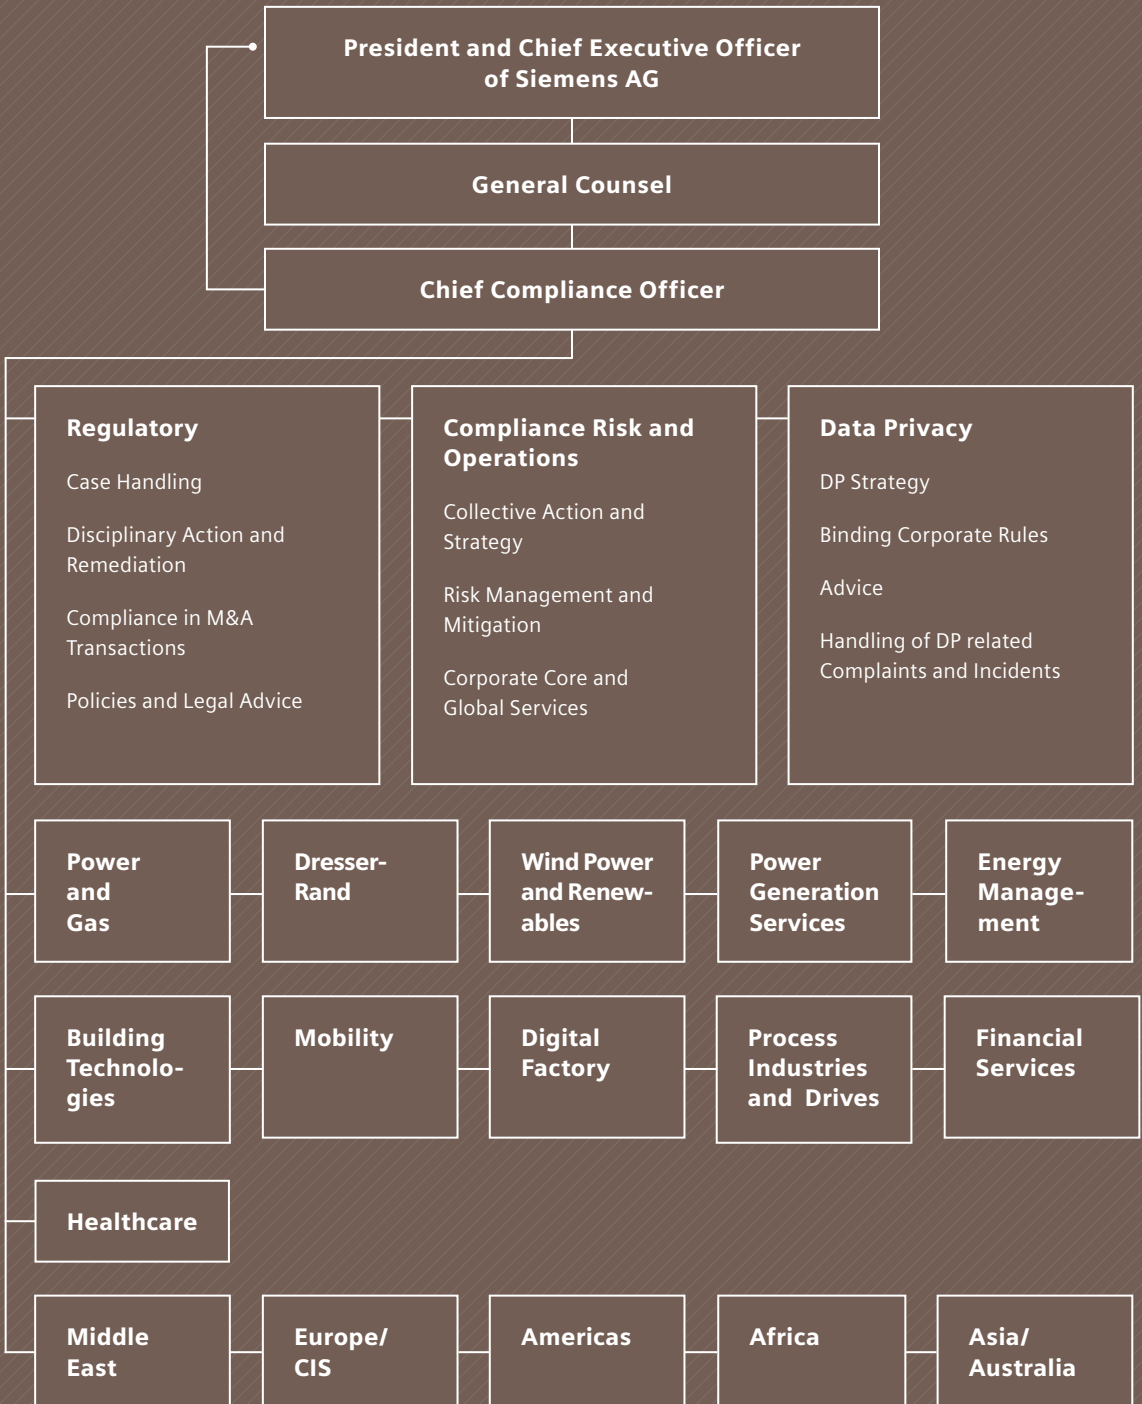 President and Chief Executive Officer
of Siemens AG
General Counsel
Chief Compliance Officer
Regulatory
Case Handling
Disciplinary Action and
Remediation
Compliance in M&A
Transactions
Policies and Legal Advice
Compliance Risk and
Operations
Collective Action and
Strategy
Risk Management and
Mitigation
Corporate Core and
Global Services
Data Privacy
DP Strategy
Binding Corporate Rules
Advice
Handling of DP related
Complaints and Incidents
Power
and
Gas
Dresser-
Rand
Wind Power
and Renew-
ables
Power
Generation
Services
Energy
Manage-
ment
Building
Technolo-
gies
Mobility
Digital
Factory
Process
Industries
and Drives
Financial
Services
Healthcare
Middle
East
Europe/
CIS
Americas
Africa
Asia/
Australia